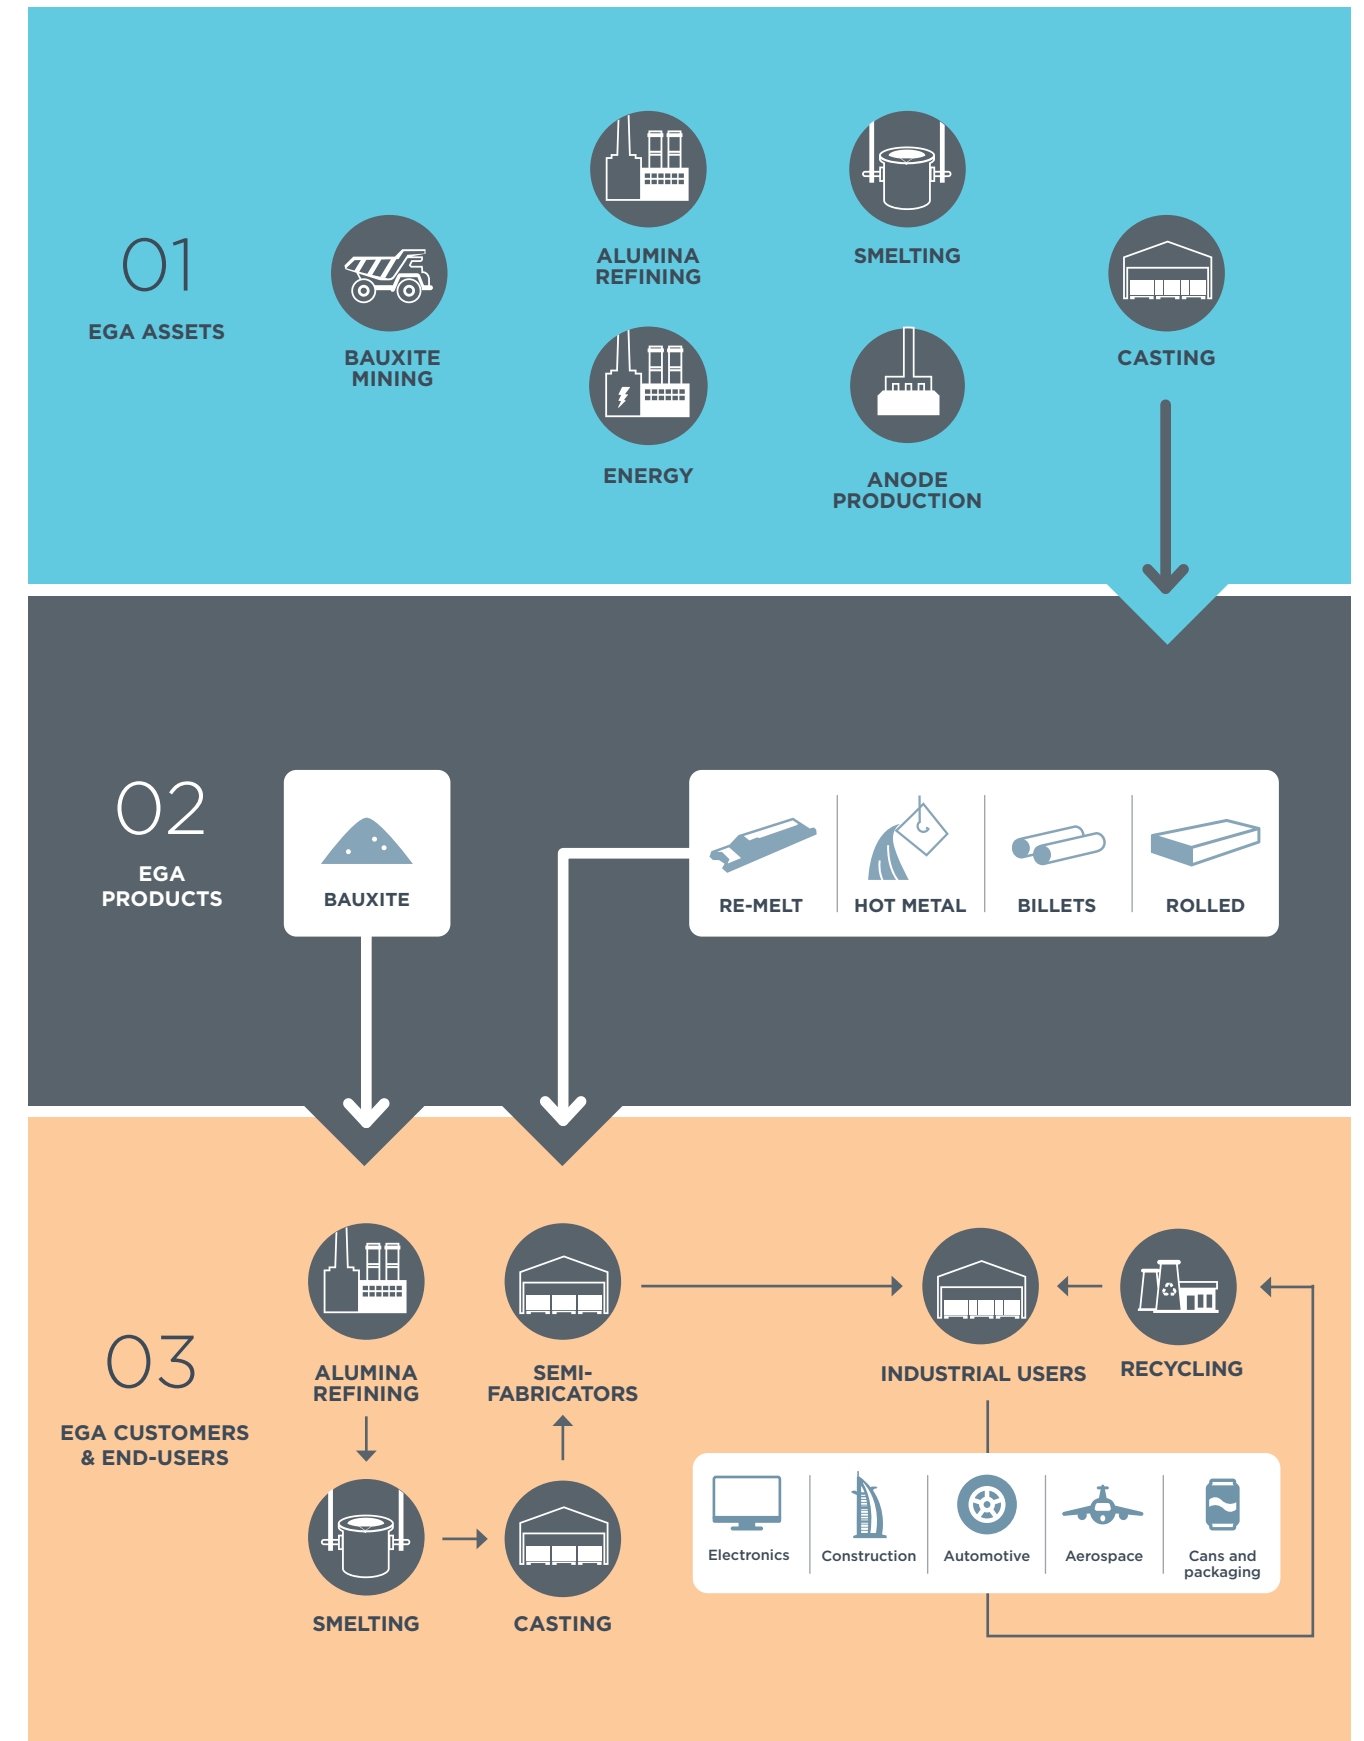 01
EGA ASSETS
BAUXITE
MINING
ALUMINA
REFINING
ENERGY
SMELTING
ANODE
PRODUCTION
CASTING
02
EGA
PRODUCTS
BAUXITE
RE-MELT
HOT METAL
BILLETS
ROLLED
03
EGA CUSTOMERS
& END-USERS
ALUMINA
REFINING
SEMI-
FABRICATORS
INDUSTRIAL USERS
RECYCLING
SMELTING
CASTING
Electronics
Construction
Automotive
Aerospace
Cans and
packaging